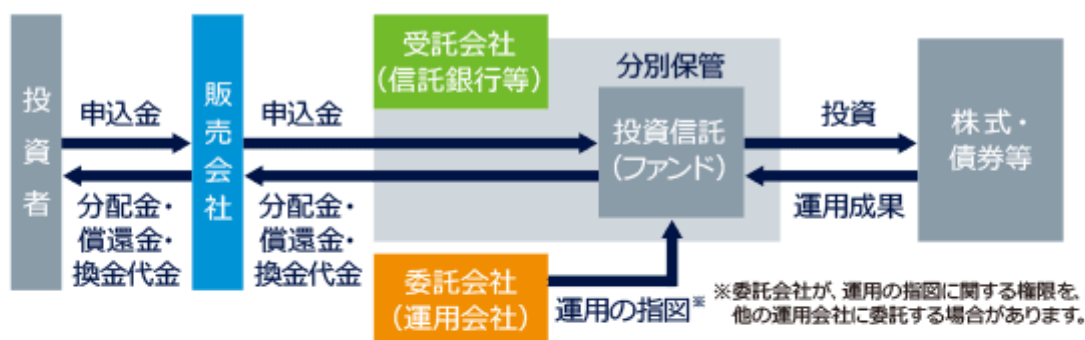 投資者
申込金
分配金・
償還金・
換金代金
販売会社
申込金
分配金・
償還金・
換金代金
受託会社
（信託銀行等）
分別保管
投資信託
（ファンド）
委託会社
（運用会社）
運用の指図※
投資
運用成果
株式・
債券等
※委託会社が、運用の指図に関する権限を、
他の運用会社に委託する場合があります。